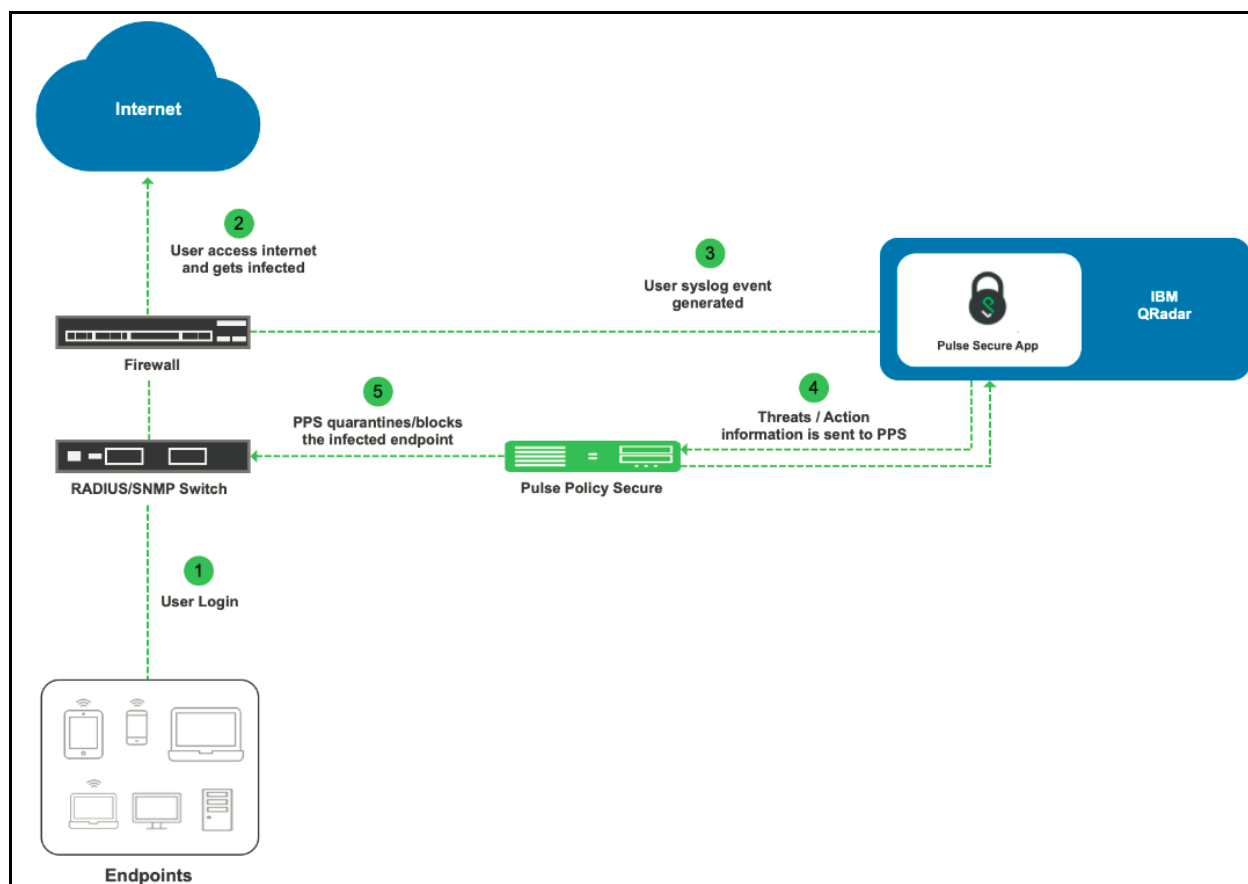 Internet
2
User access internet
and gets infected
3
User syslog event
generated
IBM
QRadar
Pulse Secure App
Firewall
5
PPS quarantines/blocks
the infected endpoint
4
Threats / Action
information is sent to PPS
RADIUS/SNMP Switch
Pulse Policy Secure
1
User Login
Endpoints